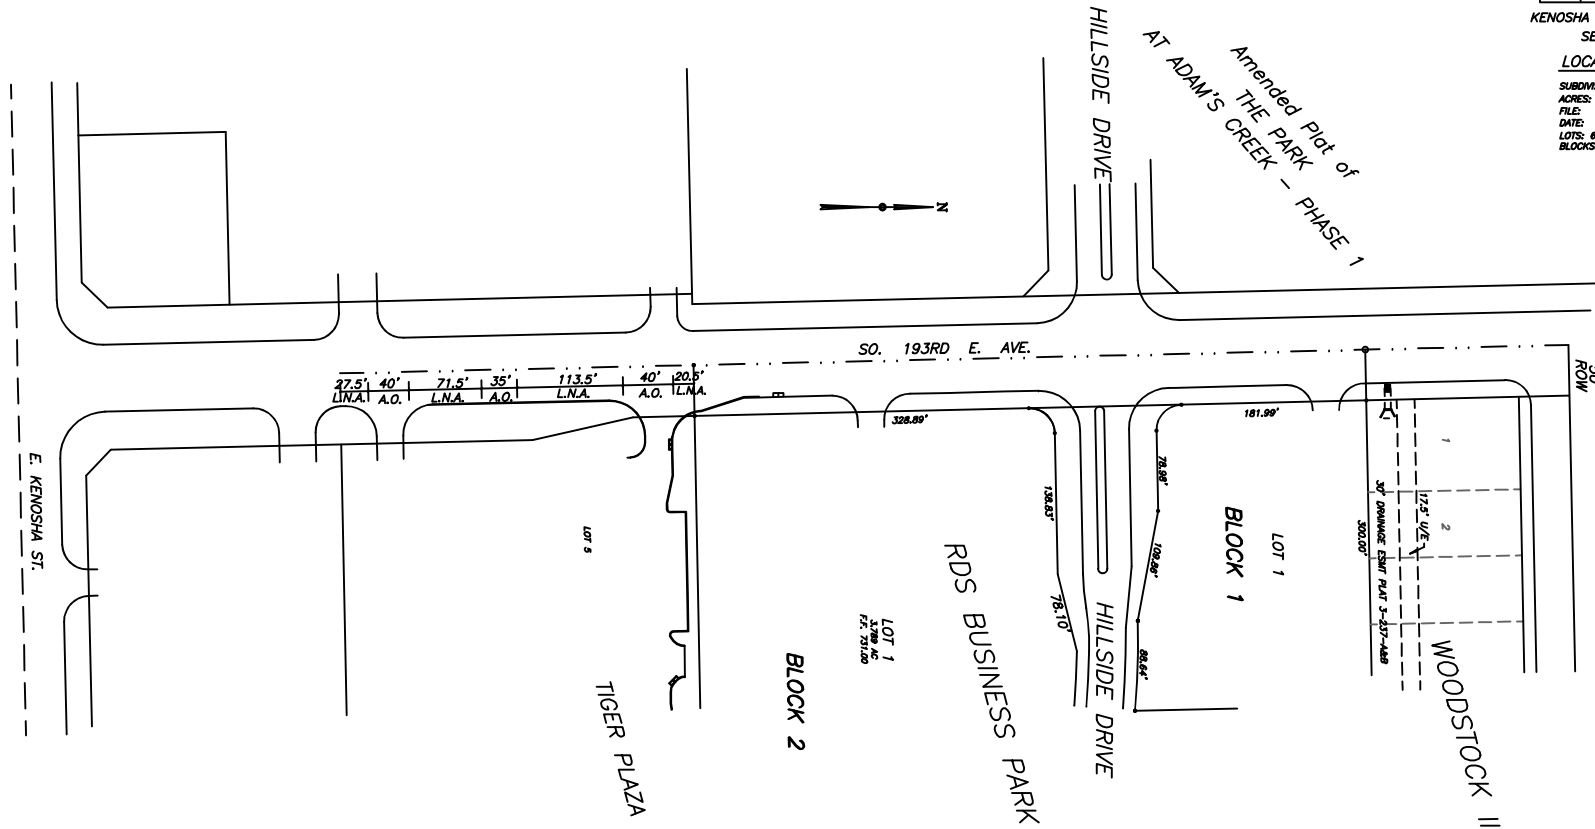 KENOSHA
SE
LOCA
SUBDIVI
ACRES:
FILE:
DATE:
LOTS: 6
BLOCKS
HILLSIDE DRIVE
Amended Plat of
THE PARK
AT ADAM'S CREEK - PHASE 1
N
SO. 193RD E. AVE.
50'
ROW
27.5'
L.N.A.
40'
A.O.
71.5'
L.N.A.
35'
A.O.
113.5'
L.N.A.
40'
A.O.
20.5'
L.N.A.
328.89'
181.99'
E. KENOSHA ST.
LOT 5
TIGER PLAZA
138.83'
78.10'
78.98'
109.86'
88.64'
LOT 1
3.789 AC
F.F. 731.00
BLOCK 2
RDS BUSINESS PARK
HILLSIDE DRIVE
BLOCK 1
LOT 1
300.00'
30' DRAINAGE ESMT PLAT 3-237-A&B
17.5' U/E
1
2
WOODSTOCK II